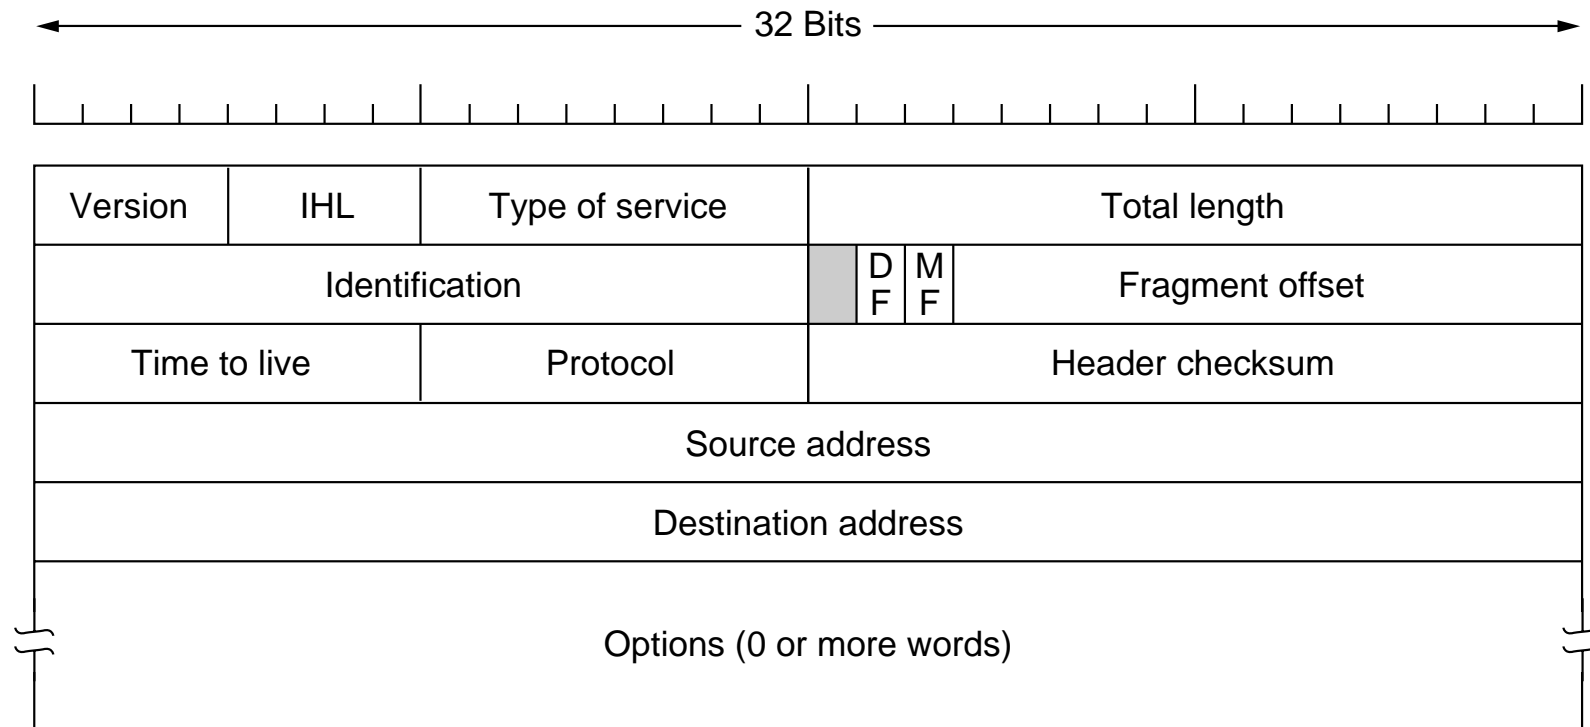 32 Bits
Version IHL Type of service Total length
Identification D F M F Fragment offset
Time to live Protocol Header checksum
Source address
Destination address
Options (0 or more words)